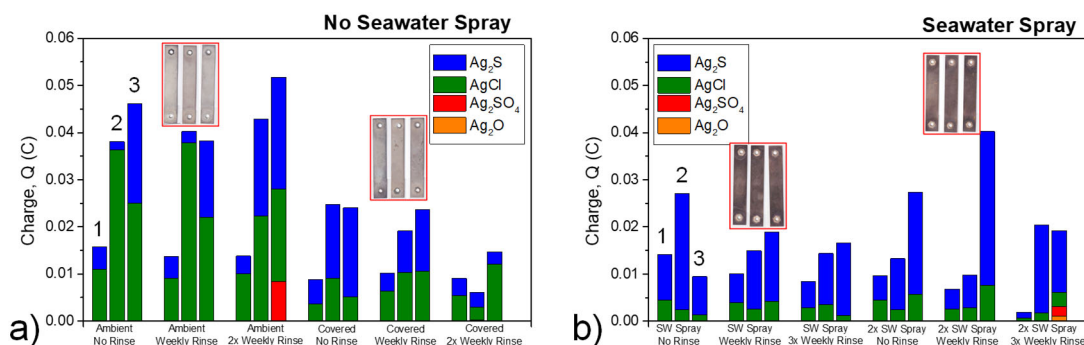 No Seawater Spray
0.06
0.05
0.04
0.03
0.02
0.01
0.00
Charge, Q (C)
1
2
3
Ag₂S
AgCl
Ag₂SO₄
Ag₂O
Ambient
No Rinse
Ambient
Weekly Rinse
Ambient
2x Weekly Rinse
Covered
No Rinse
Covered
Weekly Rinse
Covered
2x Weekly Rinse
a)
Seawater Spray
0.06
0.05
0.04
0.03
0.02
0.01
0.00
Charge, Q (C)
1
2
3
Ag₂S
AgCl
Ag₂SO₄
Ag₂O
SW Spray
No Rinse
SW Spray
Weekly Rinse
SW Spray
3x Weekly Rinse
2x SW Spray
No Rinse
2x SW Spray
Weekly Rinse
2x SW Spray
3x Weekly Rinse
b)